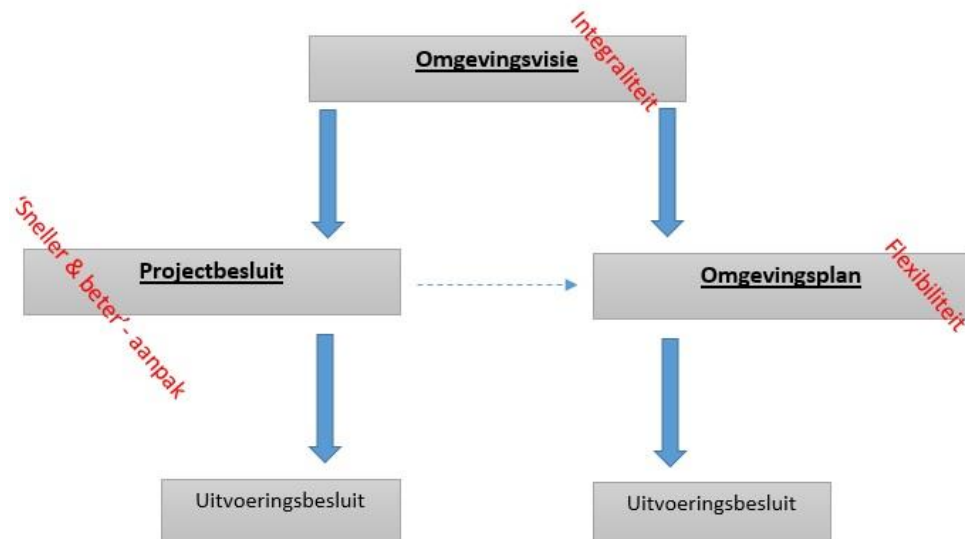 Omgevingsvisie
Integraliteit
'Sneller & beter'- aanpak
Projectbesluit
Omgevingsplan
Flexibiliteit
Uitvoeringsbesluit
Uitvoeringsbesluit